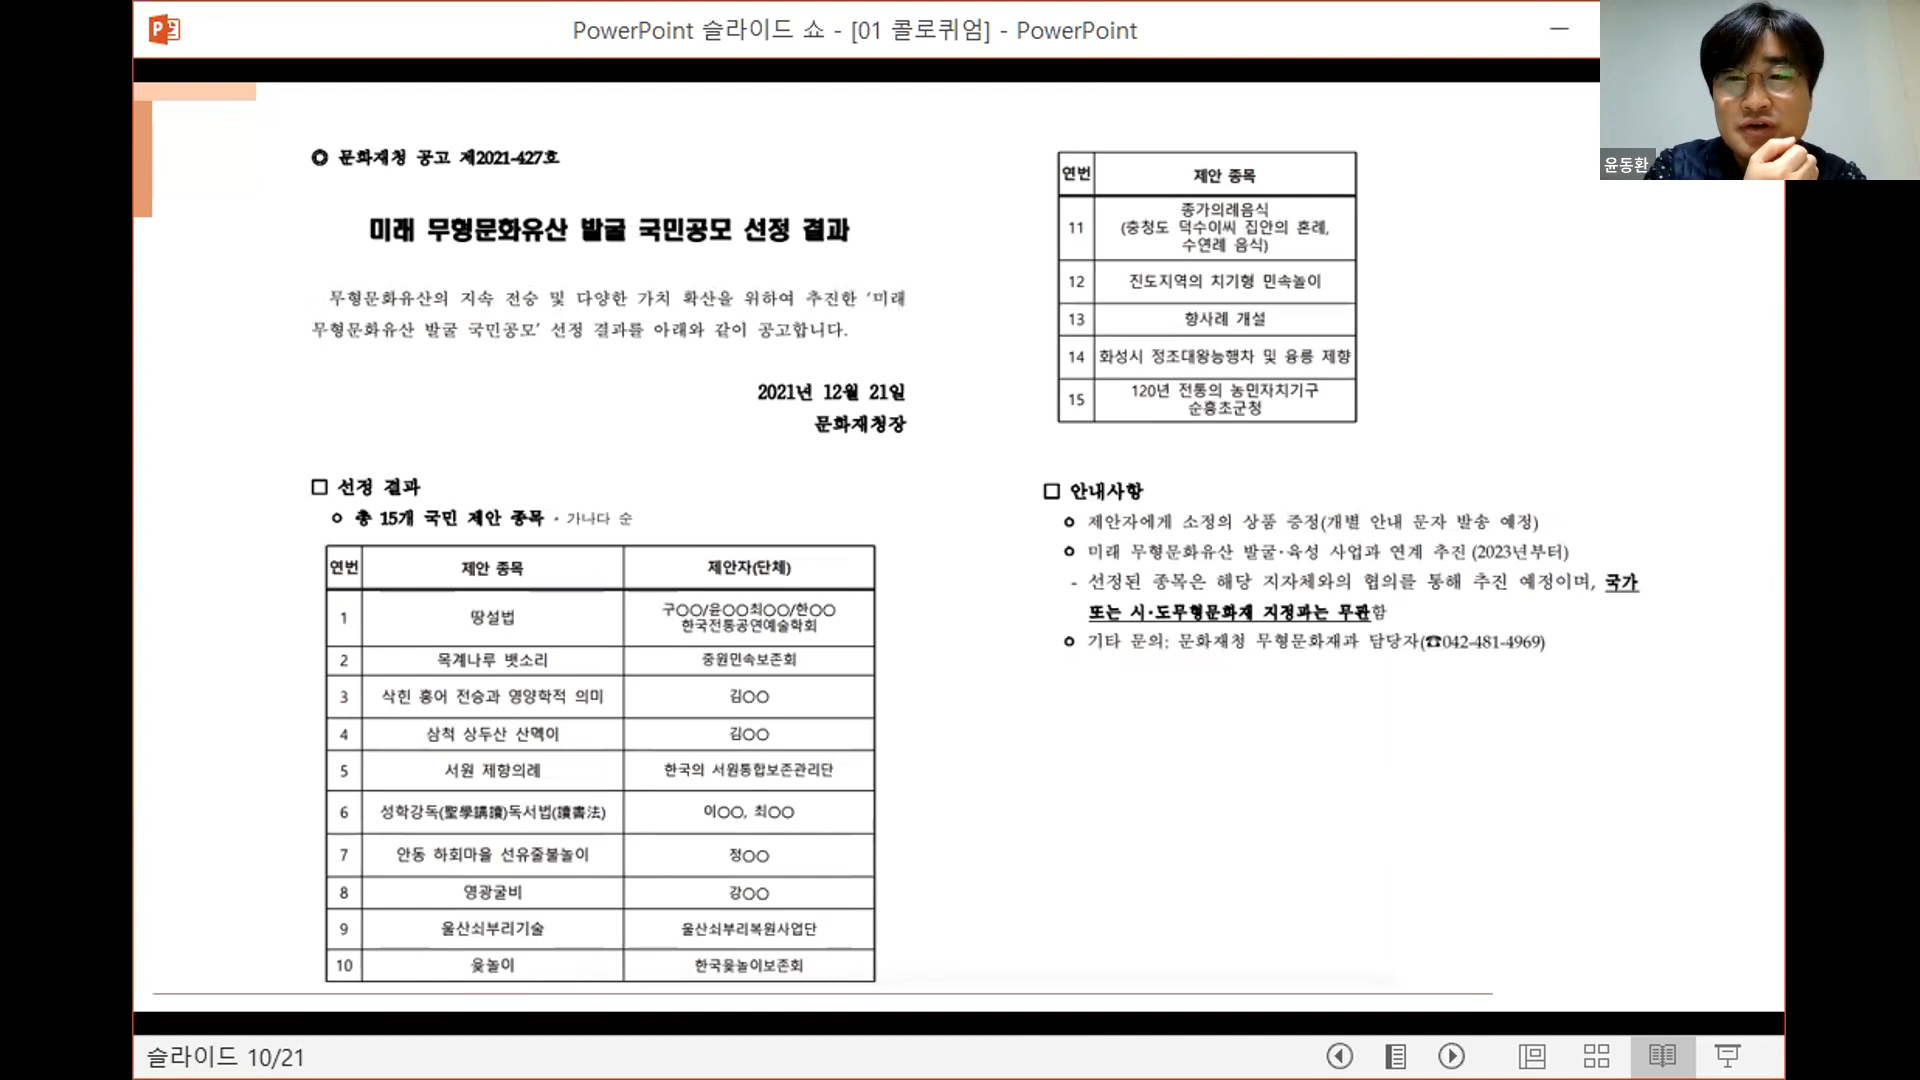 PowerPoint 슬라이드 쇼 - [01 콜로퀴엄] - PowerPoint
윤동환
◎ 문화재청 공고 제2021-427호
미래 무형문화유산 발굴 국민공모 선정 결과
무형문화유산의 지속 전승 및 다양한 가치 확산을 위하여 추진한 ‘미래
무형문화유산 발굴 국민공모’ 선정 결과를 아래와 같이 공고합니다.
2021년 12월 21일
문화재청장
□ 선정 결과
ㅇ 총 15개 국민 제안 종목 * 가나다 순
연번 제안 종목 제안자(단체)
1 땅설법 구○○/윤○○최○○/한○○
한국전통공연예술학회
2 목계나루 뱃소리 중원민속보존회
3 삭힌 홍어 전승과 영양학적 의미 김○○
4 삼척 상두산 산멕이 김○○
5 서원 제향의례 한국의 서원통합보존관리단
6 성학강독(聖學講讀)독서법(讀書法) 이○○, 최○○
7 안동 하회마을 선유줄불놀이 정○○
8 영광굴비 강○○
9 울산쇠부리기술 울산쇠부리복원사업단
10 윷놀이 한국윷놀이보존회
연번 제안 종목
11 종가의례음식
(충청도 덕수이씨 집안의 혼례,
수연례 음식)
12 진도지역의 치기형 민속놀이
13 향사례 개설
14 화성시 정조대왕능행차 및 융릉 제향
15 120년 전통의 농민자치기구
순흥초군청
□ 안내사항
ㅇ 제안자에게 소정의 상품 증정(개별 안내 문자 발송 예정)
ㅇ 미래 무형문화유산 발굴·육성 사업과 연계 추진 (2023년부터)
- 선정된 종목은 해당 지자체와의 협의를 통해 추진 예정이며, 국가
또는 시·도무형문화재 지정과는 무관함
ㅇ 기타 문의: 문화재청 무형문화재과 담당자(☎042-481-4969)
슬라이드 10/21